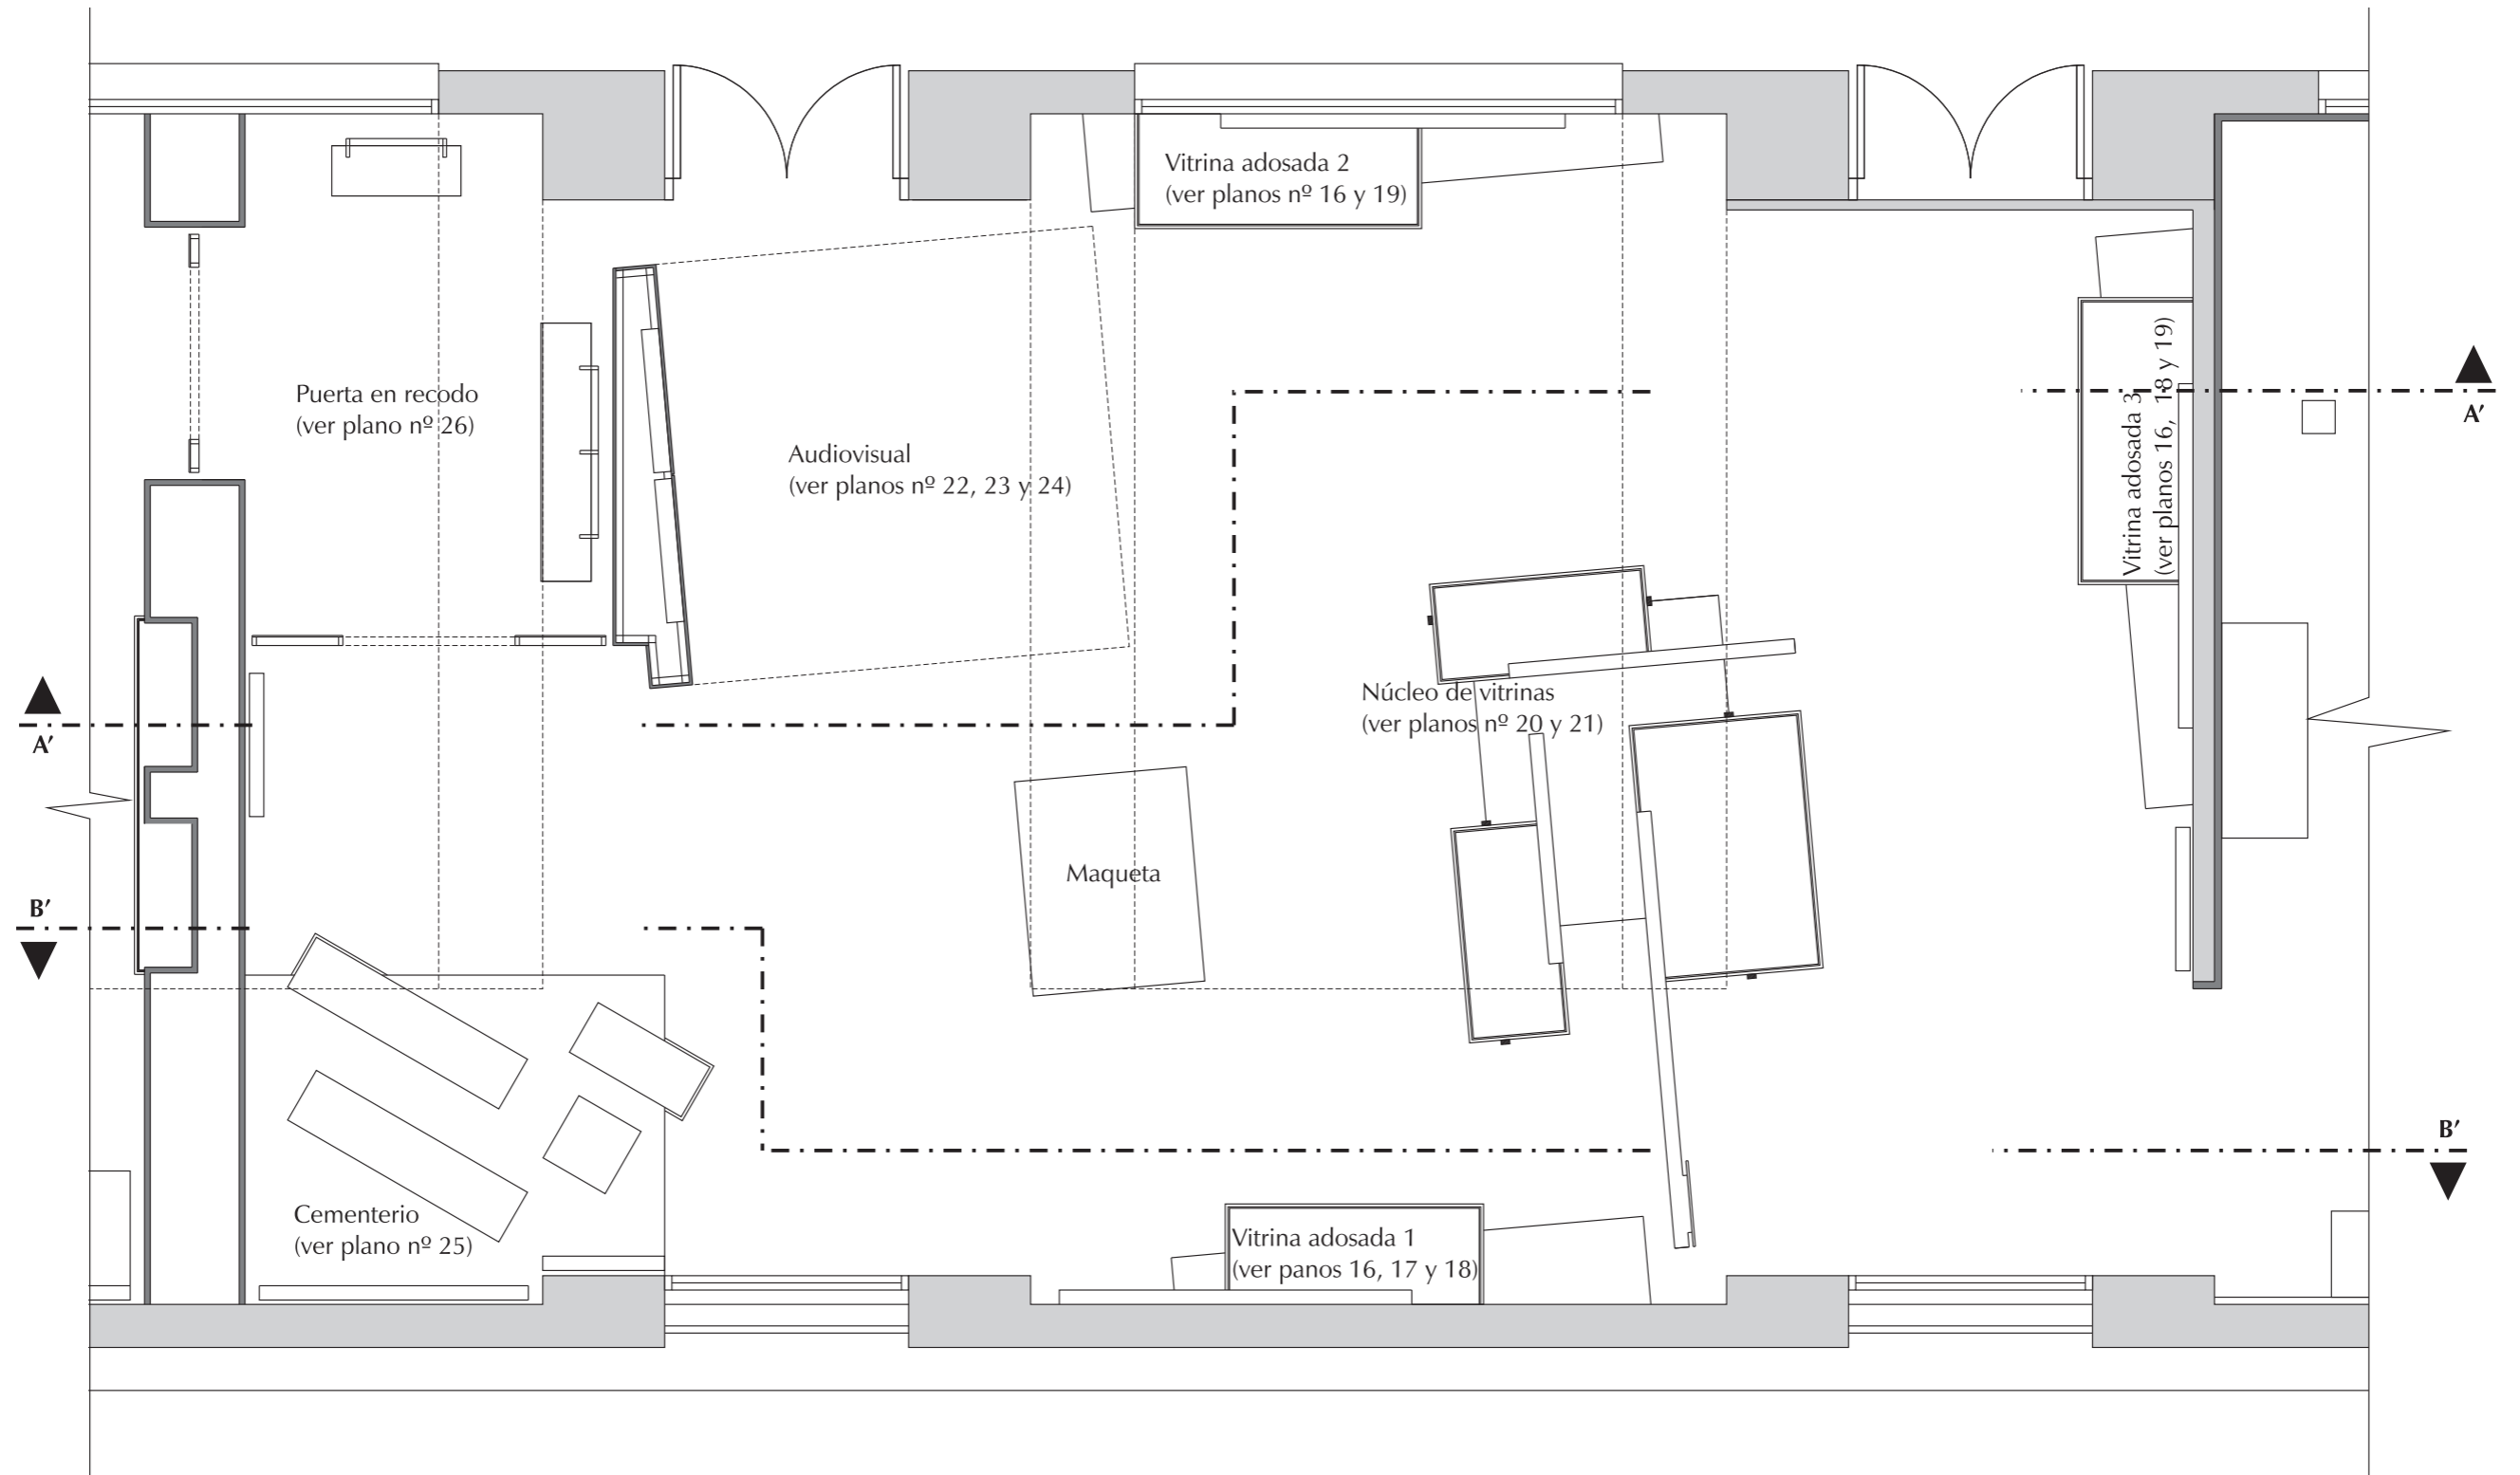 Vitrina adosada 2
(ver planos nº 16 y 19)
Puerta en recodo
(ver plano nº 26)
Audiovisual
(ver planos nº 22, 23 y 24)
Vitrina adosada 3
(ver planos 16, 18 y 19)
A’
Núcleo de vitrinas
(ver planos nº 20 y 21)
A’
Maqueta
B’
B’
Cementerio
(ver plano nº 25)
Vitrina adosada 1
(ver panos 16, 17 y 18)